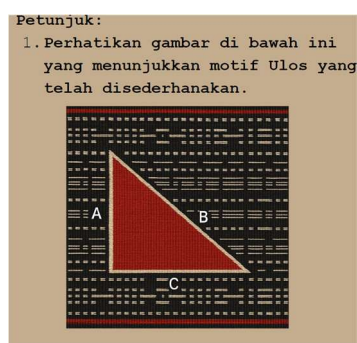 Petunjuk:
1. Perhatikan gambar di bawah ini
yang menunjukkan motif Ulos yang
telah disederhanakan.
A
B
C